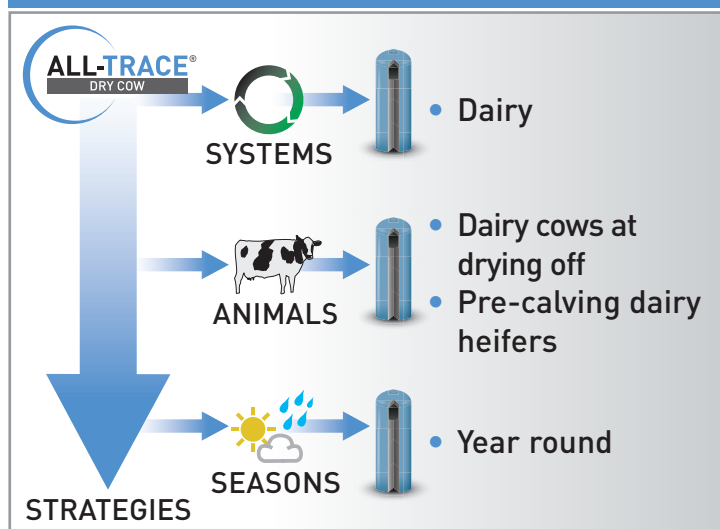 ALL-TRACE®
DRY COW
SYSTEMS
• Dairy
ANIMALS
• Dairy cows at
drying off
• Pre-calving dairy
heifers
SEASONS
• Year round
STRATEGIES